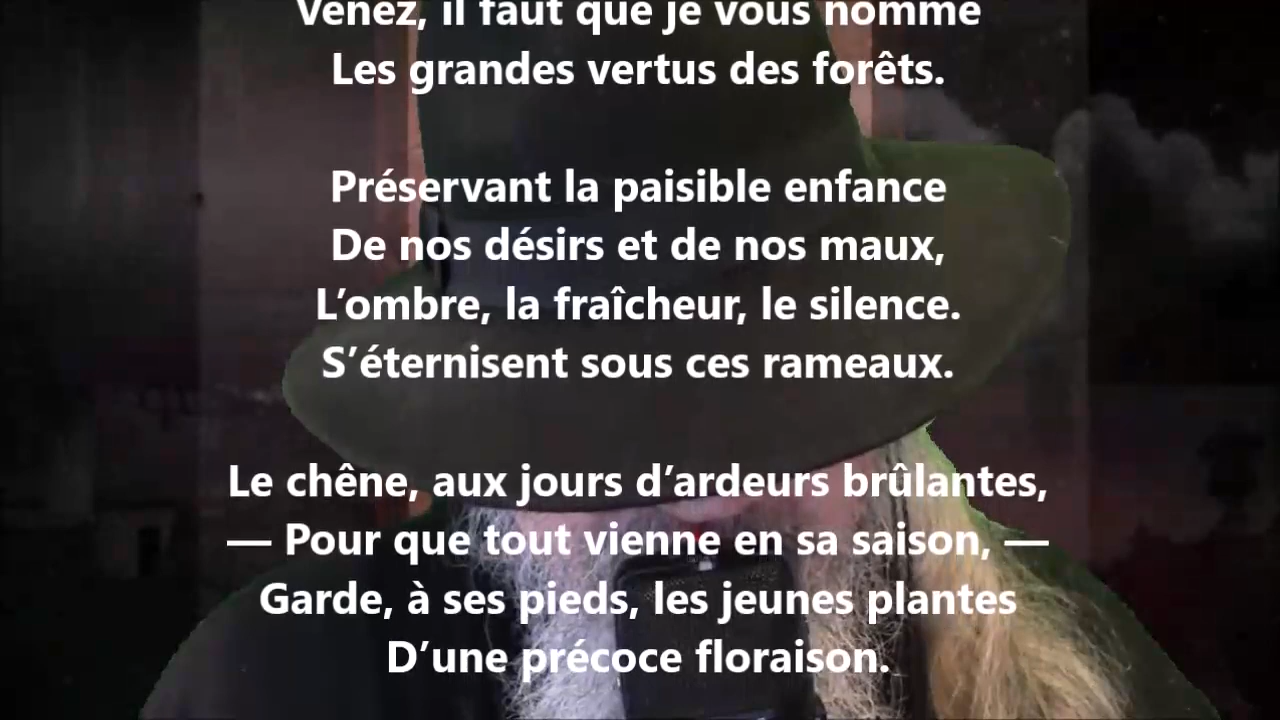 Venez, il faut que je vous nomme
Les grandes vertus des forêts.
Préservant la paisible enfance
De nos désirs et de nos maux,
L’ombre, la fraîcheur, le silence.
S’éternisent sous ces rameaux.
Le chêne, aux jours d’ardeurs brûlantes,
— Pour que tout vienne en sa saison, —
Garde, à ses pieds, les jeunes plantes
D’une précoce floraison.